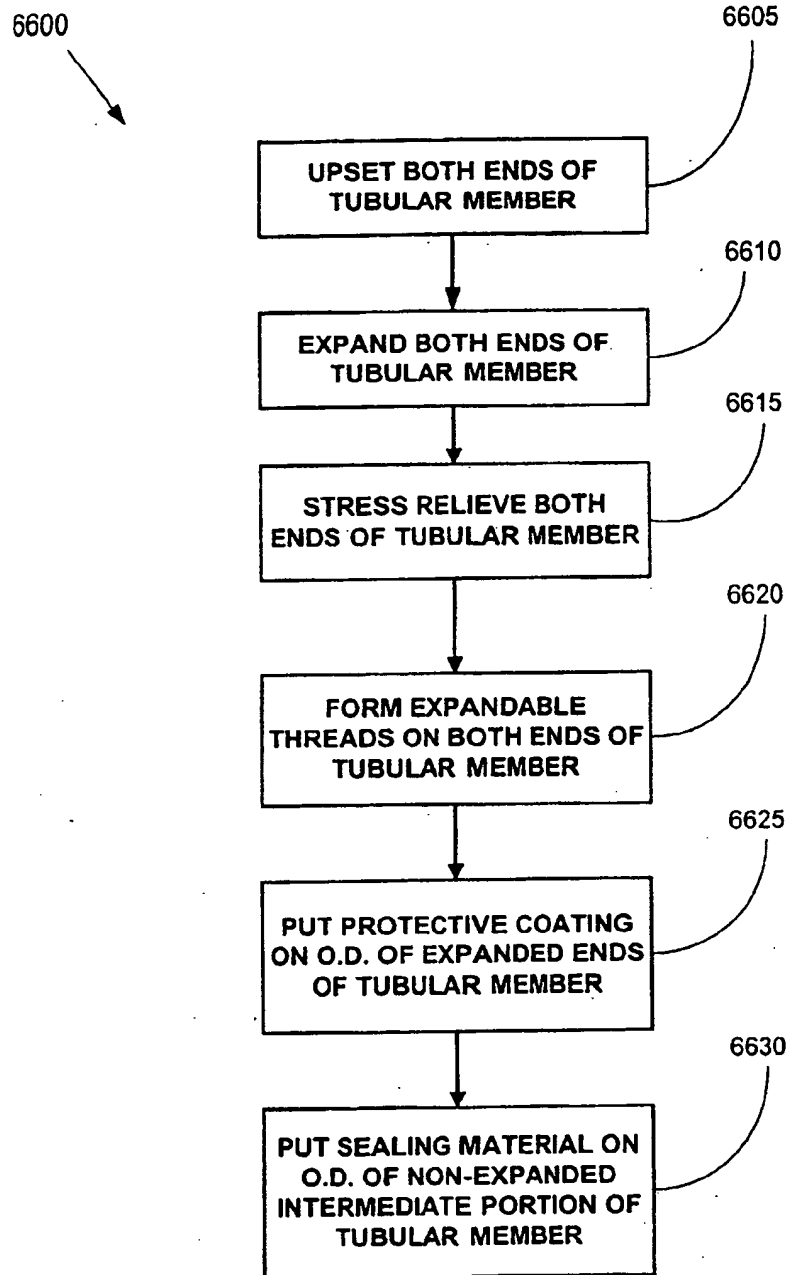 6600
6605
UPSET BOTH ENDS OF
TUBULAR MEMBER
6610
EXPAND BOTH ENDS OF
TUBULAR MEMBER
6615
STRESS RELIEVE BOTH
ENDS OF TUBULAR MEMBER
6620
FORM EXPANDABLE
THREADS ON BOTH ENDS OF
TUBULAR MEMBER
6625
PUT PROTECTIVE COATING
ON O.D. OF EXPANDED ENDS
OF TUBULAR MEMBER
6630
PUT SEALING MATERIAL ON
O.D. OF NON-EXPANDED
INTERMEDIATE PORTION OF
TUBULAR MEMBER